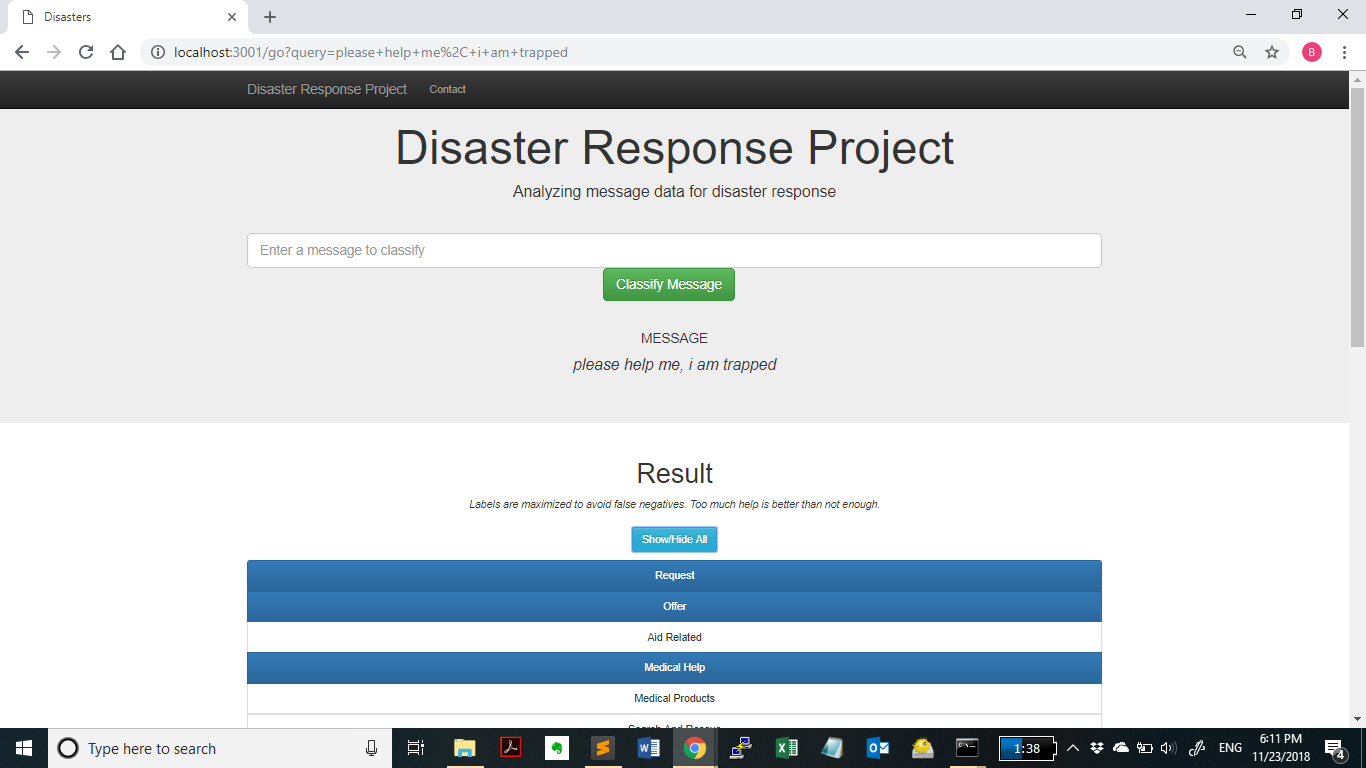 Disasters
localhost:3001/go?query=please+help+me%2C+i+am+trapped
B
Disaster Response Project Contact
Disaster Response Project
Analyzing message data for disaster response
Enter a message to classify
Classify Message
MESSAGE
please help me, i am trapped
Result
Labels are maximized to avoid false negatives. Too much help is better than not enough.
Show/Hide All
Request
Offer
Aid Related
Medical Help
Medical Products
Search And Rescue
Type here to search
1:38
ENG
6:11 PM
11/23/2018
4